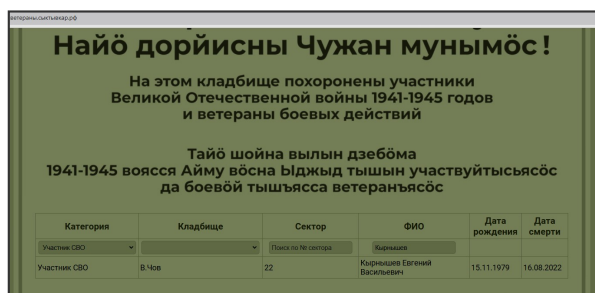 ветераны.сыктывкар.рф
Найӧ дорйисны Чужан мунымӧс!
На этом кладбище похоронены участники
Великой Отечественной войны 1941-1945 годов
и ветераны боевых действий
Тайӧ шойна вылын дзебӧма
1941-1945 воясся Айму вӧсна Ыджыд тышын участвуйтысьясӧс
да боевӧй тышъясса ветеранъясӧс
Категория Кладбище Сектор ФИО Дата рождения Дата смерти
Участник СВО Поиск по № сектора Кырнышев
Участник СВО В.Чов 22 Кырнышев Евгений Васильевич 15.11.1979 16.08.2022